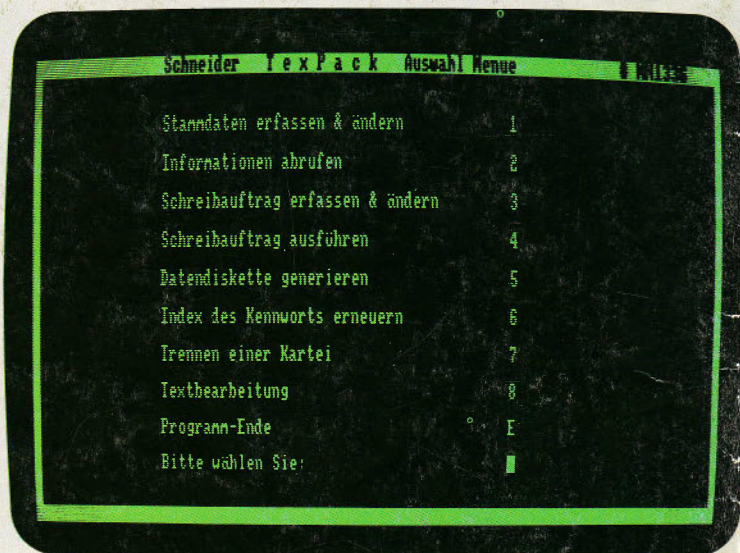 Schneider TexPack Auswahl Menue
Stammdaten erfassen & ändern 1
Informationen abrufen 2
Schreibauftrag erfassen & ändern 3
Schreibauftrag ausführen 4
Datendiskette generieren 5
Index des Kennworts erneuern 6
Trennen einer Kartei 7
Textbearbeitung 8
Programm-Ende E
Bitte wählen Sie: